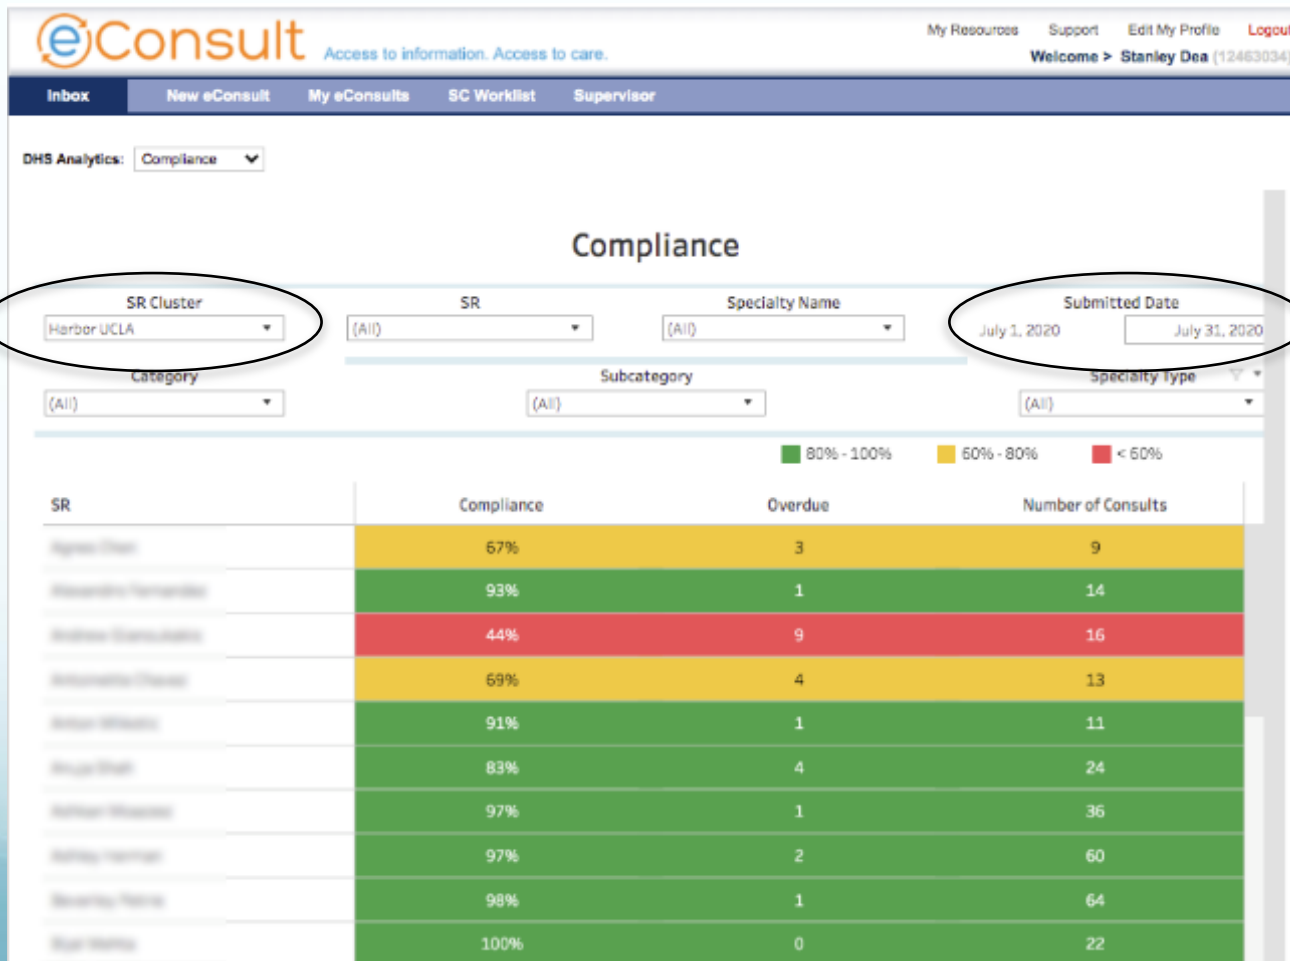 eConsult Access to information. Access to care.
My Resources Support Edit My Profile Logout
Welcome > Stanley Dea (12463034)
Inbox New eConsult My eConsults SC Worklist Supervisor
DHS Analytics: Compliance
Compliance
SR Cluster SR Specialty Name Submitted Date
Harbor UCLA (All) (All) July 1, 2020 July 31, 2020
Category Subcategory Specialty Type
(All) (All) (All)
80% - 100% 60% - 80% < 60%
SR Compliance Overdue Number of Consults
67% 3 9
93% 1 14
44% 9 16
69% 4 13
91% 1 11
83% 4 24
97% 1 36
97% 2 60
98% 1 64
100% 0 22